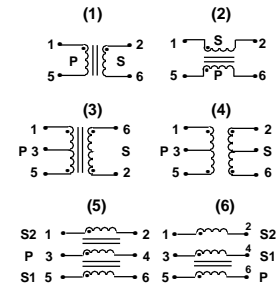 (1) (2)
1 2 1 S 2
P S
5 6 5 P 6
(3) (4)
1 6 1 6
P 3 S P 3 S
5 2 5 2
(5) (6)
S2 1 2 1 2 S2
P 3 4 3 4 S1
S1 5 6 5 6 P